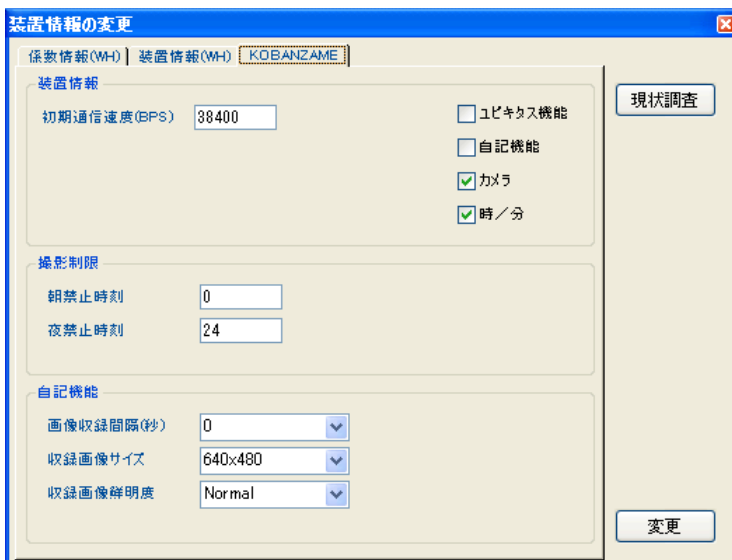 装置情報の変更
係数情報(WH) 装置情報(WH) KOBANZAME
装置情報
初期通信速度(BPS) 38400
ユピキタス機能
自記機能
カメラ
時／分
現状調査
撮影制限
朝禁止時刻 0
夜禁止時刻 24
自記機能
画像収録間隔(秒) 0
収録画像サイズ 640x480
収録画像鮮明度 Normal
変更